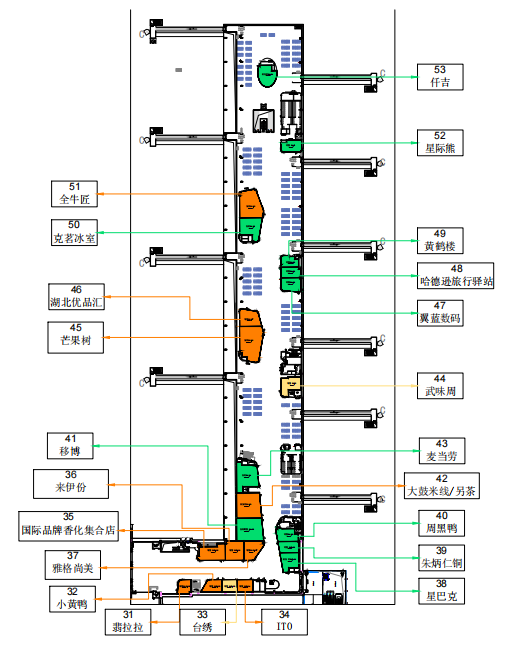 53
仟吉
52
星际熊
51
全牛匠
50
克茗冰室
49
黄鹤楼
48
哈德逊旅行驿站
47
翼蓝数码
46
湖北优品汇
45
芒果树
44
武味周
43
麦当劳
42
大鼓米线/另茶
41
移博
40
周黑鸭
39
朱炳仁铜
38
星巴克
36
来伊份
35
国际品牌香化集合店
37
雅格尚美
32
小黄鸭
31
翡拉拉
33
台绣
34
ITO